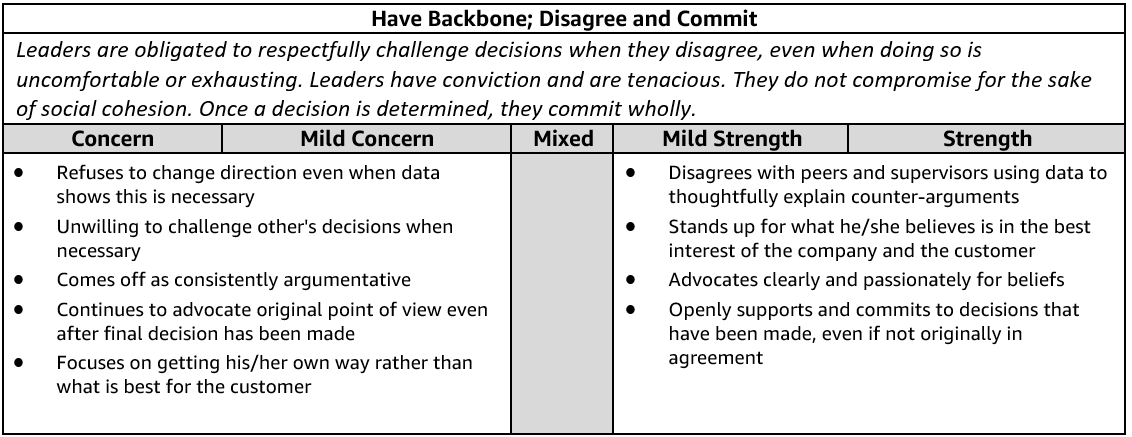 Have Backbone; Disagree and Commit
Leaders are obligated to respectfully challenge decisions when they disagree, even when doing so is
uncomfortable or exhausting. Leaders have conviction and are tenacious. They do not compromise for the sake
of social cohesion. Once a decision is determined, they commit wholly.
Concern Mild Concern Mixed Mild Strength Strength
• Refuses to change direction even when data
shows this is necessary
• Unwilling to challenge other's decisions when
necessary
• Comes off as consistently argumentative
• Continues to advocate original point of view even
after final decision has been made
• Focuses on getting his/her own way rather than
what is best for the customer
• Disagrees with peers and supervisors using data to
thoughtfully explain counter-arguments
• Stands up for what he/she believes is in the best
interest of the company and the customer
• Advocates clearly and passionately for beliefs
• Openly supports and commits to decisions that
have been made, even if not originally in
agreement